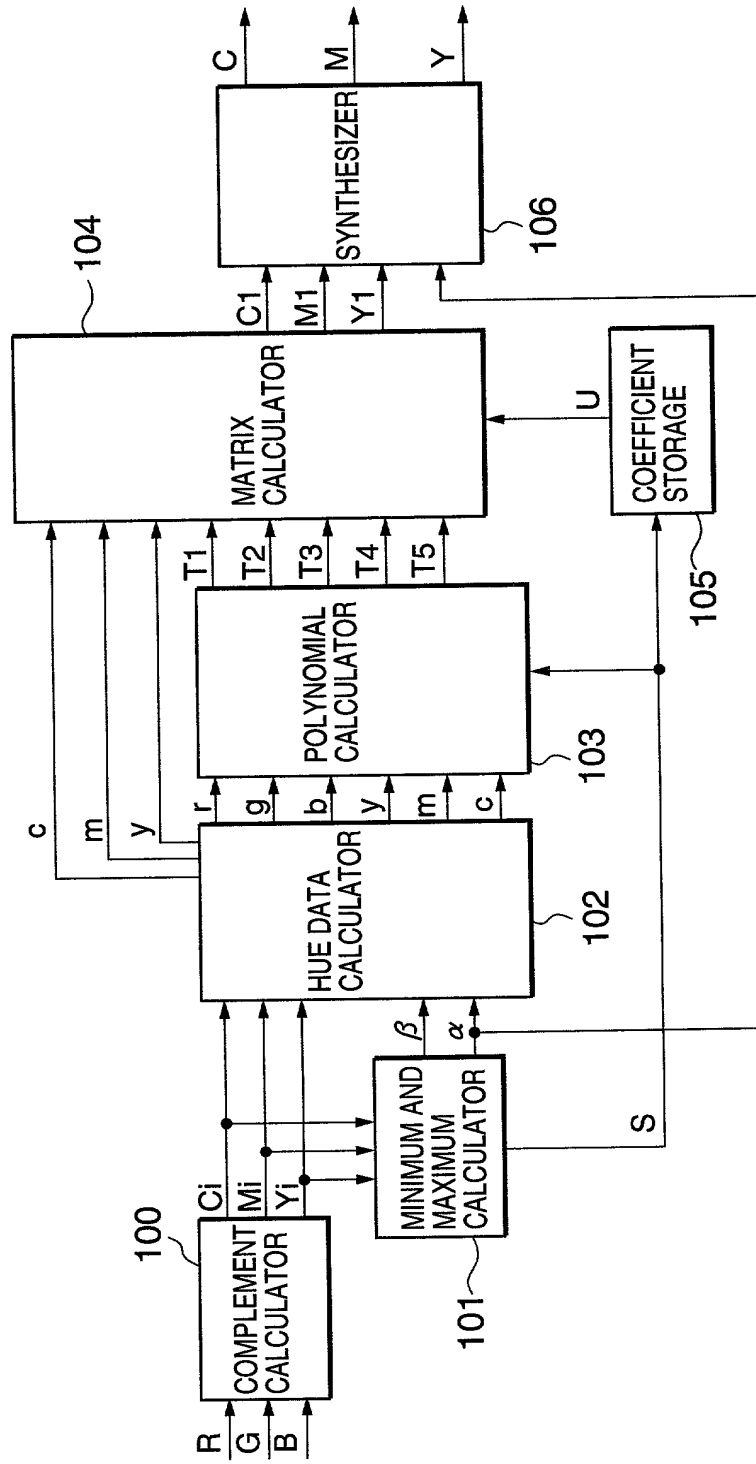 R
G
B
COMPLEMENT
CALCULATOR
100
Ci
Mi
Yi
MINIMUM AND
MAXIMUM
CALCULATOR
101
β
α
S
HUE DATA
CALCULATOR
102
c
m
y
r
g
b
y
m
c
POLYNOMIAL
CALCULATOR
103
T1
T2
T3
T4
T5
MATRIX
CALCULATOR
104
COEFFICIENT
STORAGE
105
U
C1
M1
Y1
SYNTHESIZER
106
C
M
Y